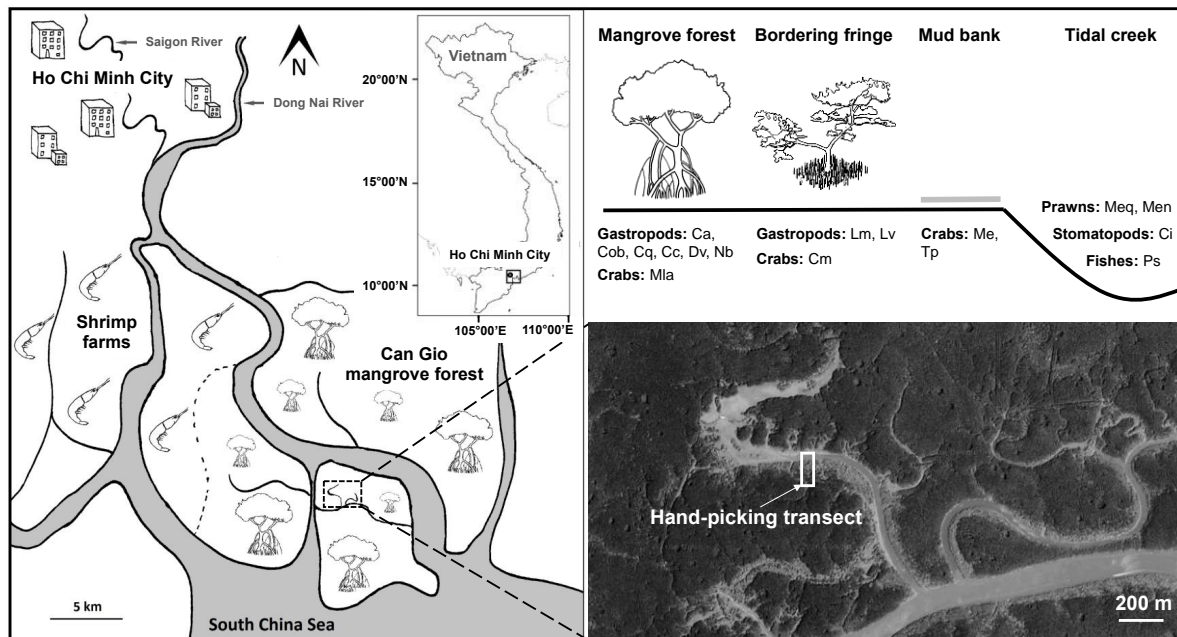 Saigon River
Ho Chi Minh City
Dong Nai River
N
Shrimp
farms
Can Gio
mangrove forest
5 km
South China Sea
Vietnam
20°00'N
15°00'N
Ho Chi Minh City
10°00'N
105°00'E
110°00'E
Mangrove forest
Bordering fringe
Mud bank
Tidal creek
Gastropods: Ca,
Cob, Cq, Cc, Dv, Nb
Crabs: Mla
Gastropods: Lm, Lv
Crabs: Cm
Crabs: Me,
Tp
Prawns: Meq, Men
Stomatopods: Ci
Fishes: Ps
Hand-picking transect
200 m